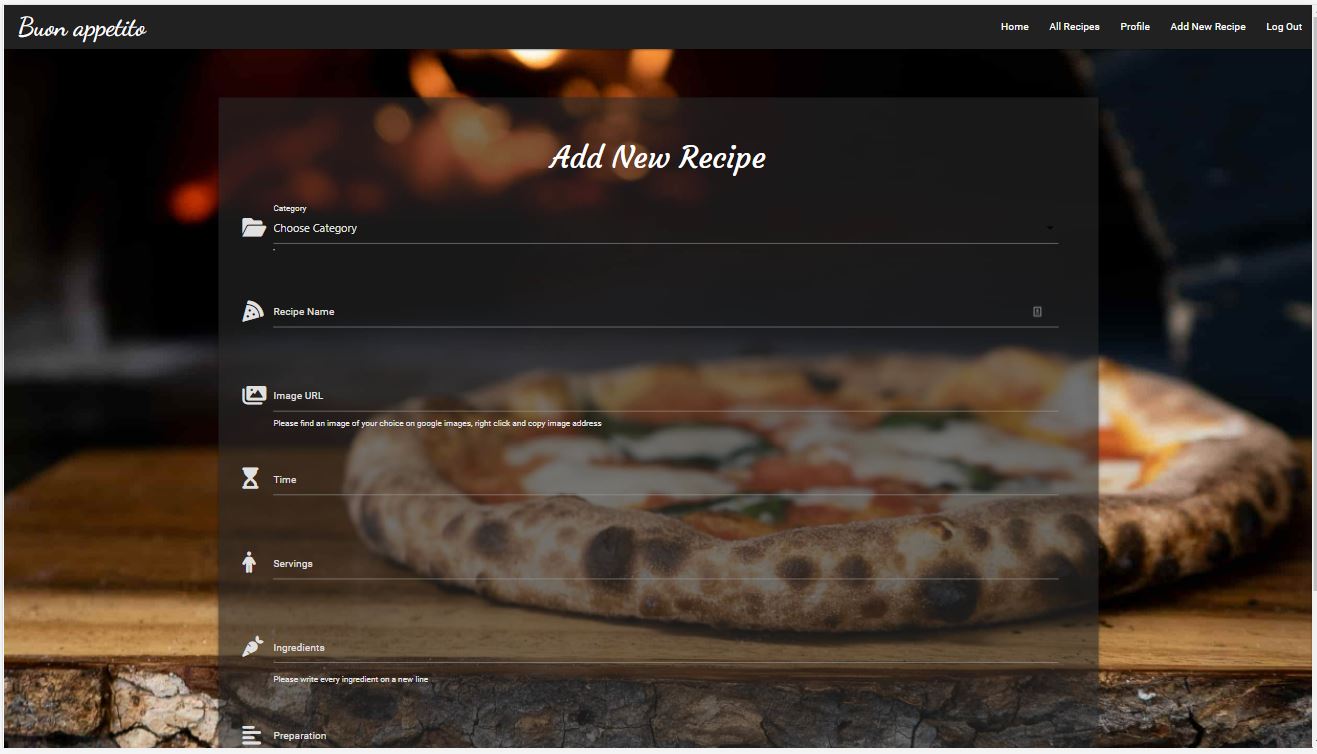 Buon appetito
Home All Recipes Profile Add New Recipe Log Out
Add New Recipe
Category
Choose Category
Recipe Name
Image URL
Please find an image of your choice on google images, right click and copy image address
Time
Servings
Ingredients
Please write every ingredient on a new line
Preparation